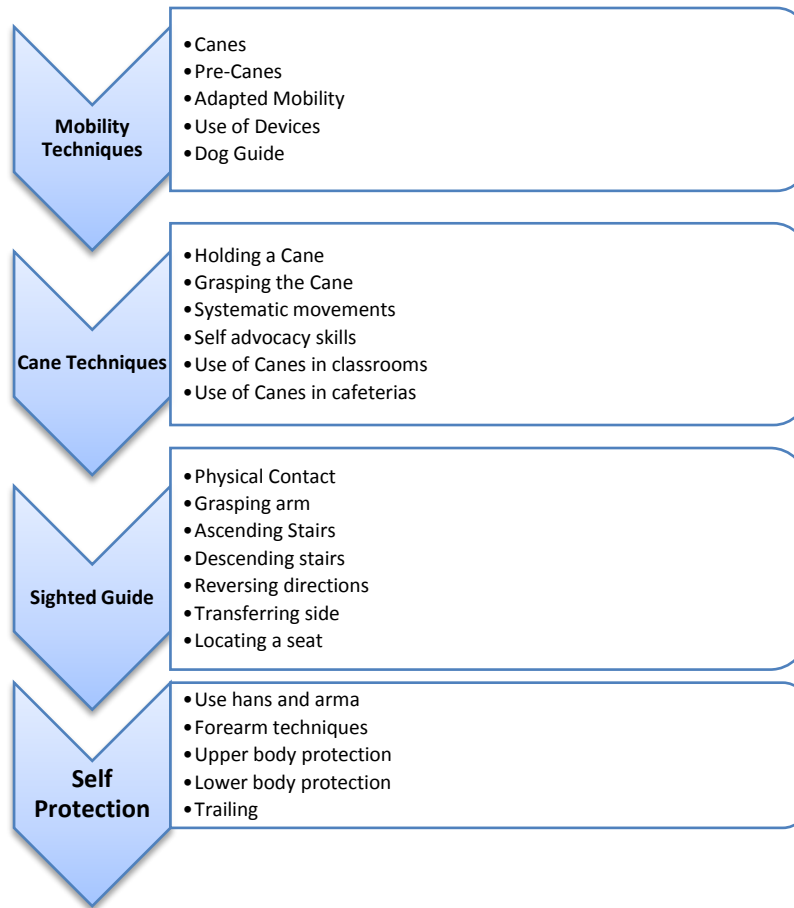 Mobility
Techniques
•Canes
•Pre-Canes
•Adapted Mobility
•Use of Devices
•Dog Guide
Cane Techniques
•Holding a Cane
•Grasping the Cane
•Systematic movements
•Self advocacy skills
•Use of Canes in classrooms
•Use of Canes in cafeterias
Sighted Guide
•Physical Contact
•Grasping arm
•Ascending Stairs
•Descending stairs
•Reversing directions
•Transferring side
•Locating a seat
Self
Protection
•Use hans and arma
•Forearm techniques
•Upper body protection
•Lower body protection
•Trailing